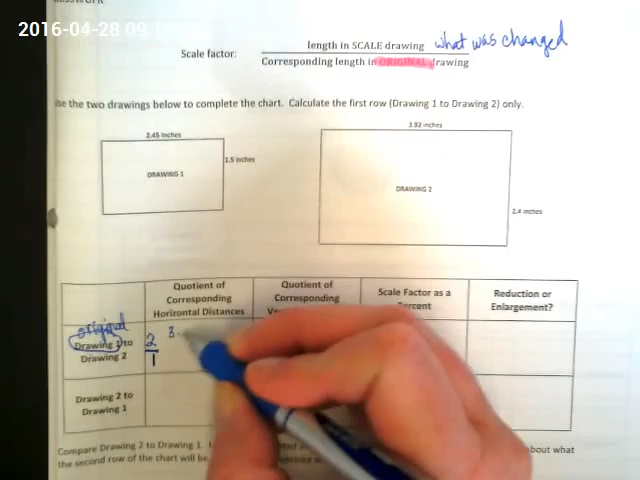 2016-04-28 09:1
Scale factor:
length in SCALE drawing
what was changed
Corresponding length in ORIGINAL drawing
the two drawings below to complete the chart. Calculate the first row (Drawing 1 to Drawing 2) only.
2.45 inches
3.92 inches
1.5 inches
DRAWING 1
DRAWING 2
2.4 inches
Quotient of
Corresponding
Horizontal Distances
Quotient of
Corresponding
Scale Factor as a
Reduction or
Enlargement?
original
Drawing 1 to
Drawing 2
2
1
3
Drawing 2 to
Drawing 1
Compare Drawing 2 to Drawing 1.
about what
the second row of the chart will be